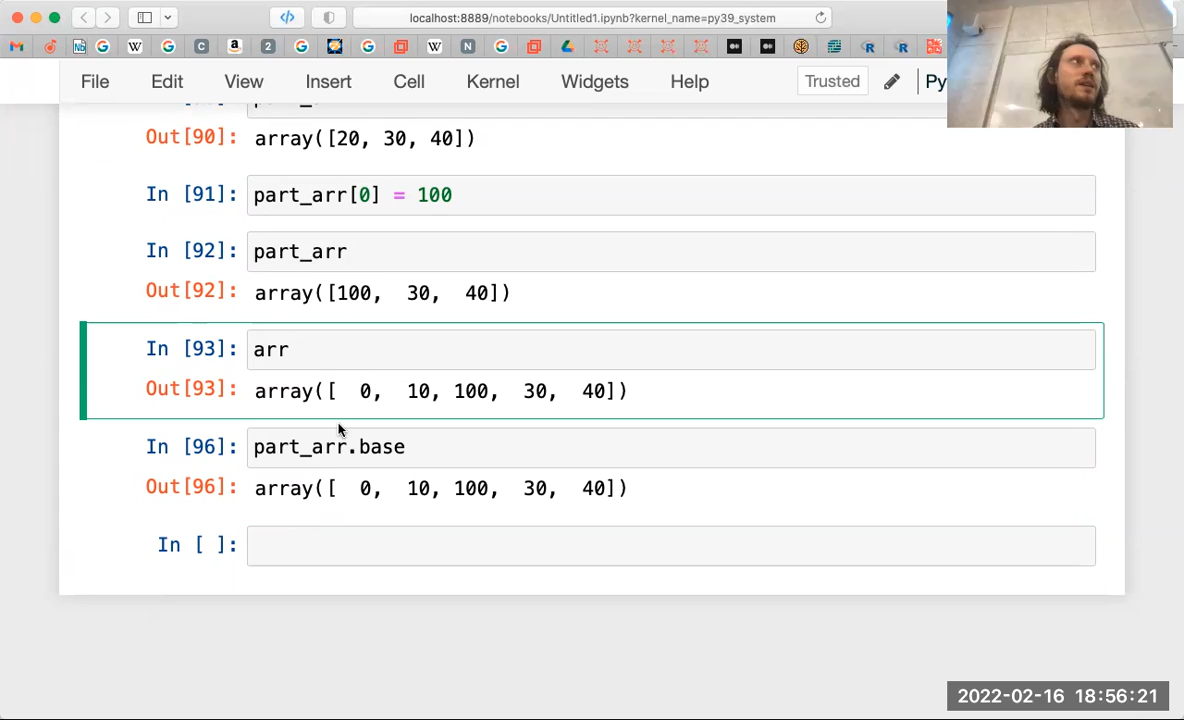 localhost:8889/notebooks/Untitled1.ipynb?kernel_name=py39_system
File Edit View Insert Cell Kernel Widgets Help Trusted Py
Out[90]: array([20, 30, 40])
In [91]: part_arr[0] = 100
In [92]: part_arr
Out[92]: array([100,  30,  40])
In [93]: arr
Out[93]: array([  0,  10, 100,  30,  40])
In [96]: part_arr.base
Out[96]: array([  0,  10, 100,  30,  40])
In [ ]:
2022-02-16 18:56:21